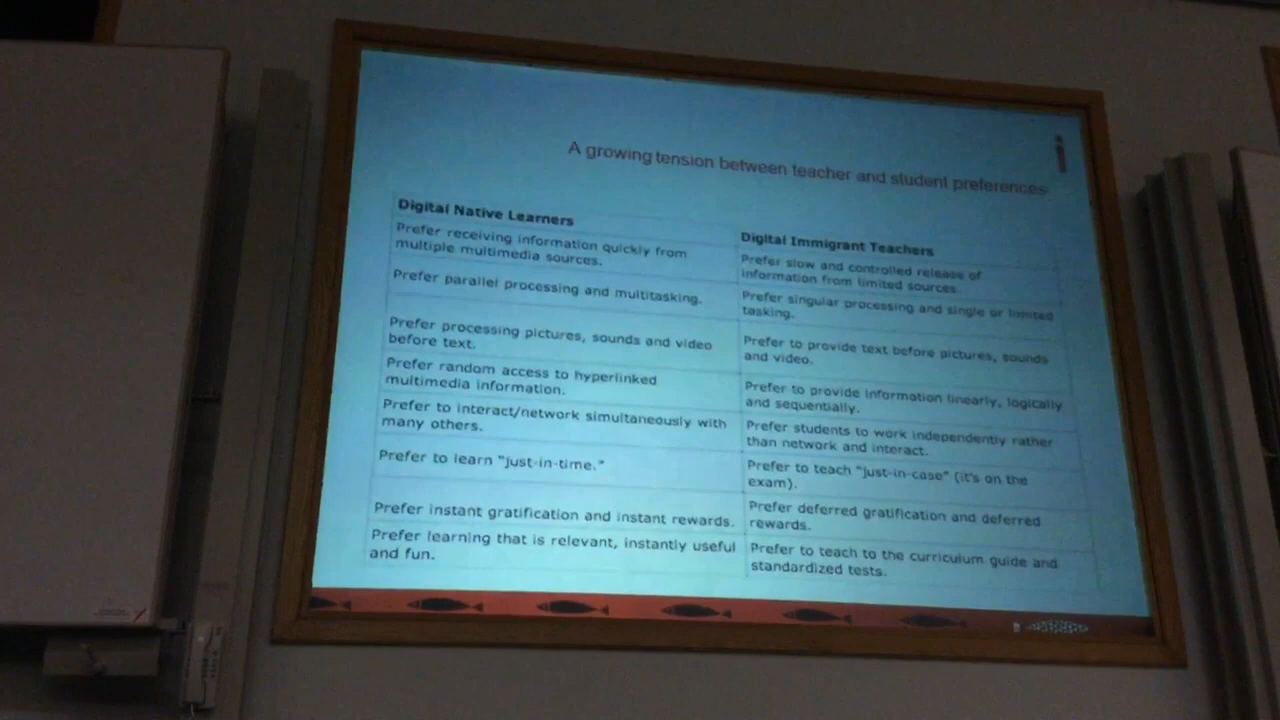 A growing tension between teacher and student preferences
Digital Native Learners
Digital Immigrant Teachers
Prefer receiving information quickly from
multiple multimedia sources.
Prefer slow and controlled release of
information from limited sources.
Prefer parallel processing and multitasking.
Prefer singular processing and single or limited
tasking.
Prefer processing pictures, sounds and video
before text.
Prefer to provide text before pictures, sounds
and video.
Prefer random access to hyperlinked
multimedia information.
Prefer to provide information linearly, logically
and sequentially.
Prefer to interact/network simultaneously with
many others.
Prefer students to work independently rather
than network and interact.
Prefer to learn "just-in-time."
Prefer to teach "just-in-case" (it's on the
exam).
Prefer instant gratification and instant rewards.
Prefer deferred gratification and deferred
rewards.
Prefer learning that is relevant, instantly useful
and fun.
Prefer to teach to the curriculum guide and
standardized tests.